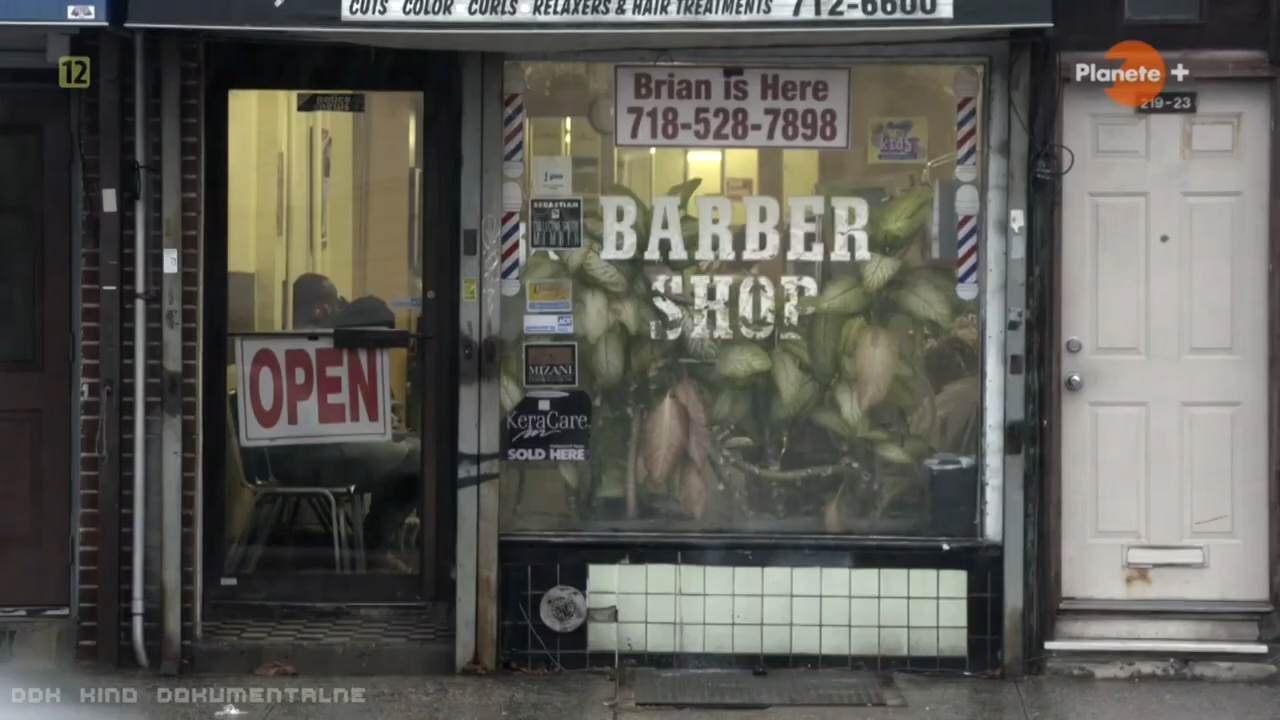 CUTS COLOR CURLS RELAXERS & HAIR TREATMENTS 712-6600
12
Planete +
219-23
Brian is Here
718-528-7898
kids
SEBASTIAN
BARBER
SHOP
OPEN
MIZANI
KeraCare
SOLD HERE
DDK KINO DOKUMENTALNE